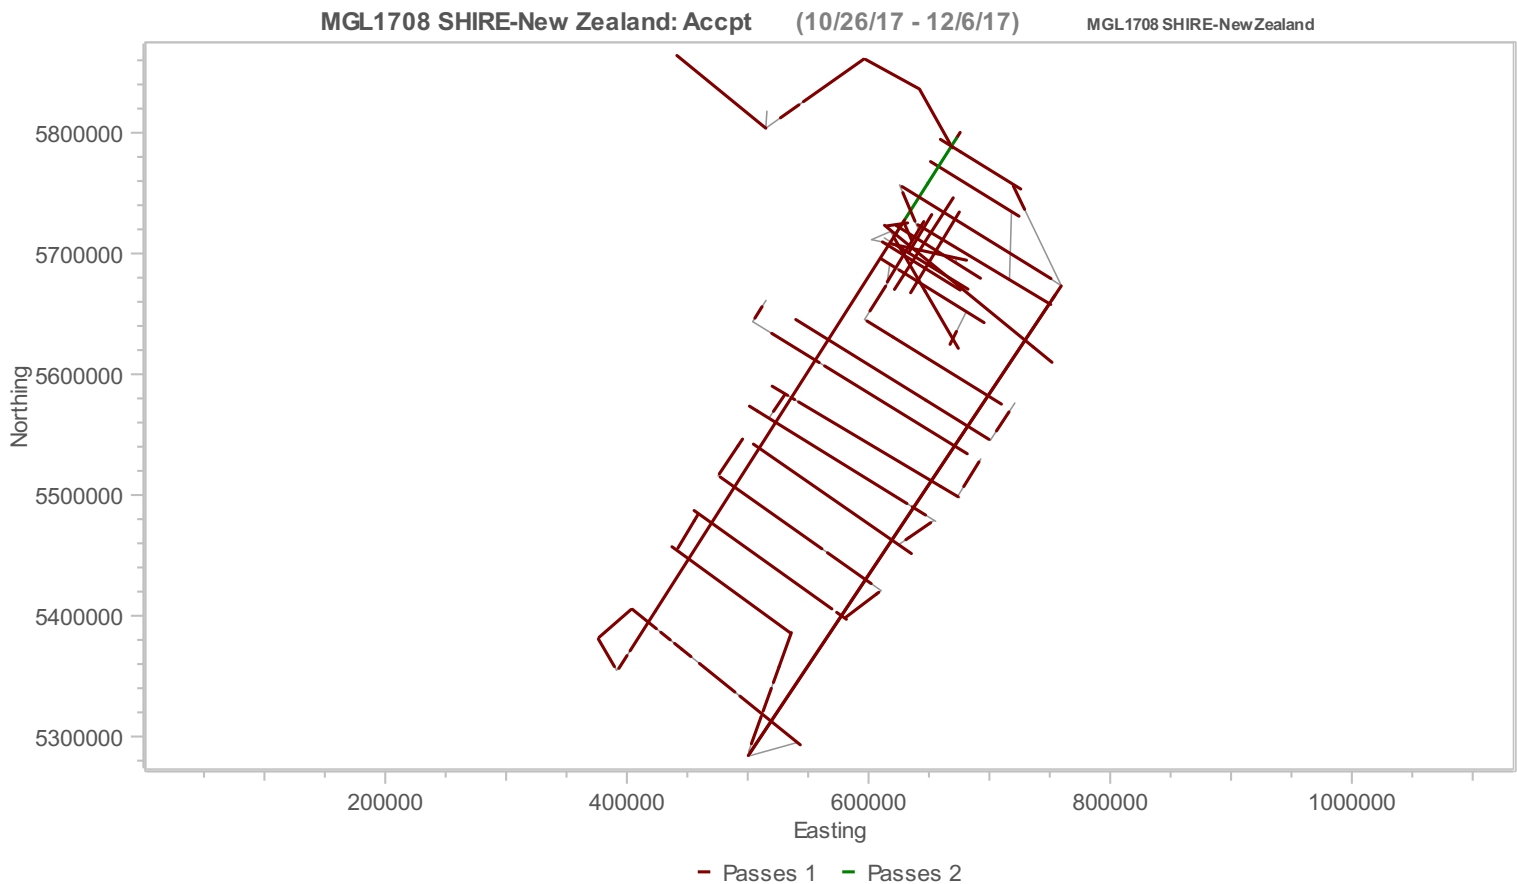 MGL1708 SHIRE-New Zealand: Accpt (10/26/17 - 12/6/17) MGL1708 SHIRE-NewZealand
5800000
5700000
5600000
5500000
5400000
5300000
Northing
200000 400000 600000 800000 1000000
Easting
Passes 1 Passes 2